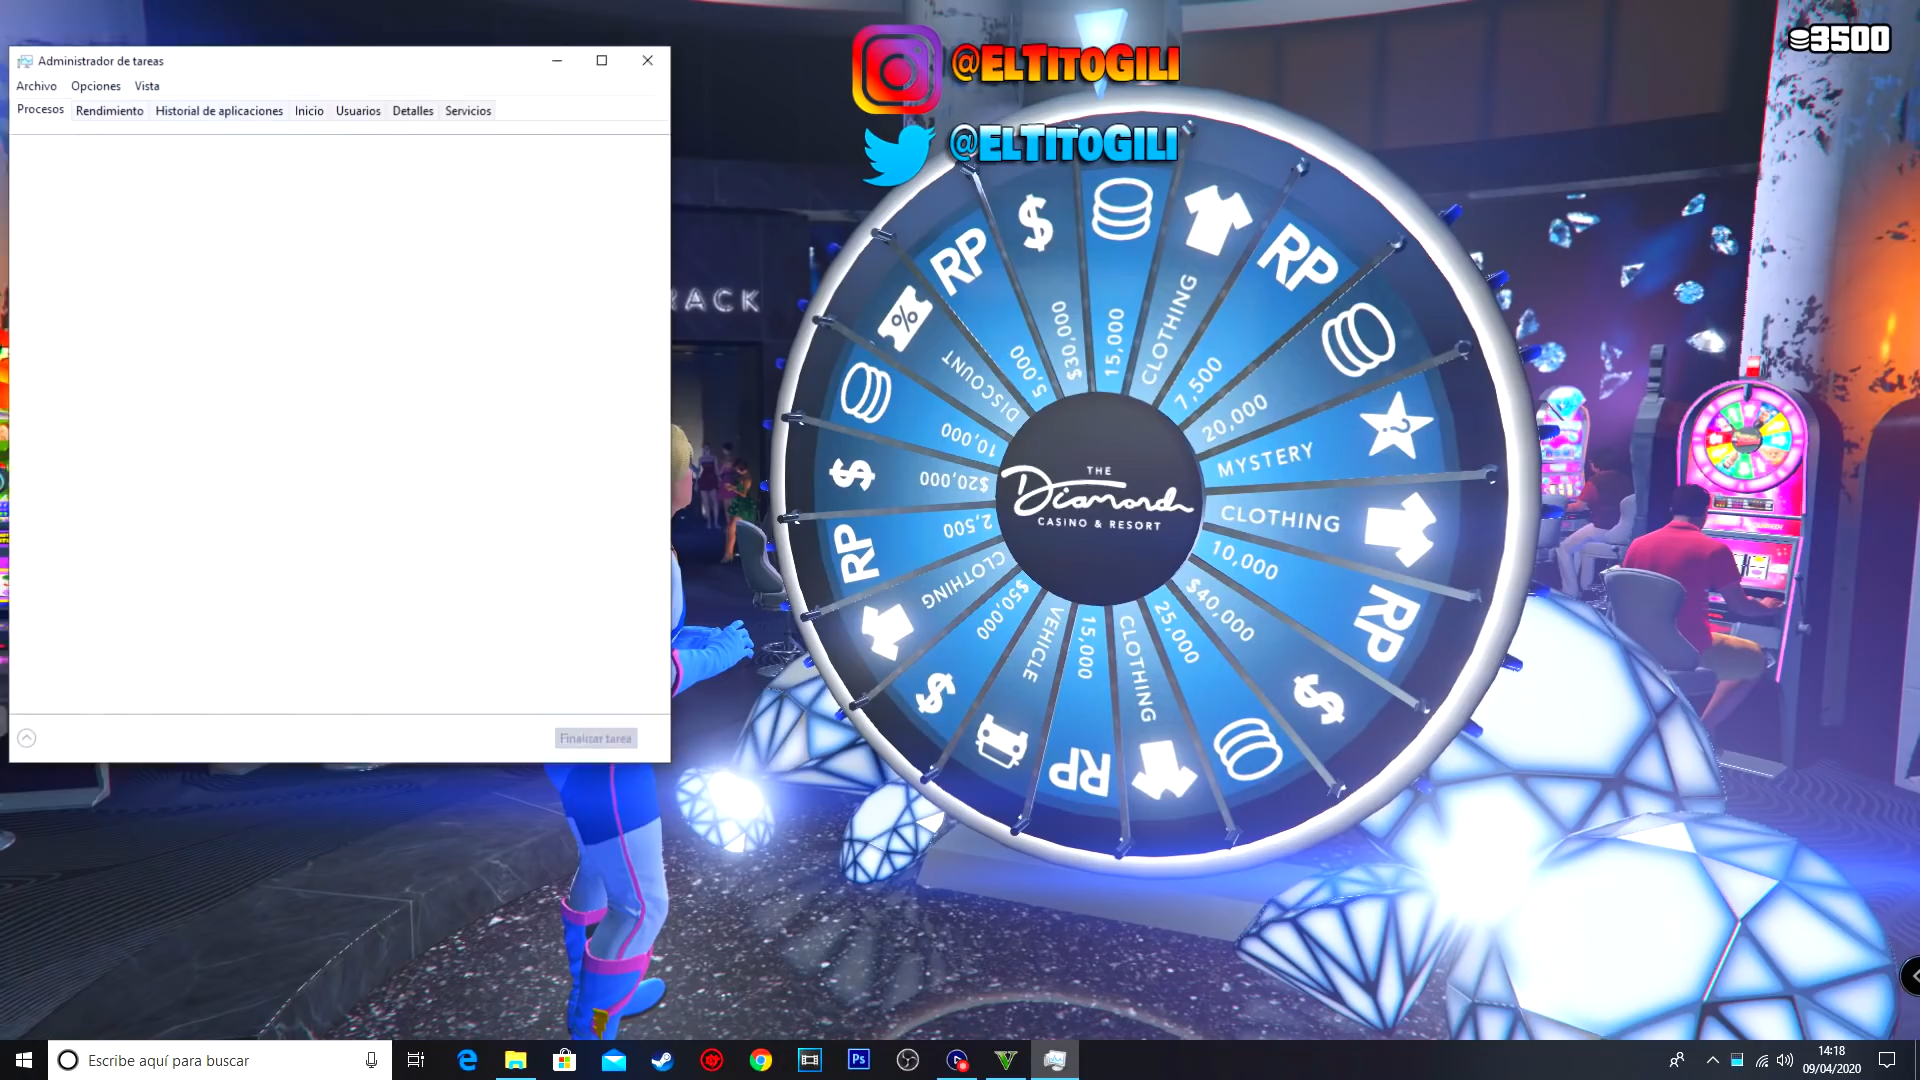 Administrador de tareas
Archivo Opciones Vista
Procesos Rendimiento Historial de aplicaciones Inicio Usuarios Detalles Servicios
Finalizar tarea
@ELTITOGILI
@ELTITOGILI
3500
RACK
$30,000
15,000
CLOTHING
RP 7,500
20,000
MYSTERY
CLOTHING
10,000 RP
$40,000 $
25,000
CLOTHING
15,000 RP
VEHICLE
$50,000 $
CLOTHING
2,500 RP
$20,000 $
10,000
DISCOUNT %
5,000 RP
$
THE
Diamond
CASINO & RESORT
Escribe aquí para buscar
Ps
14:18
09/04/2020